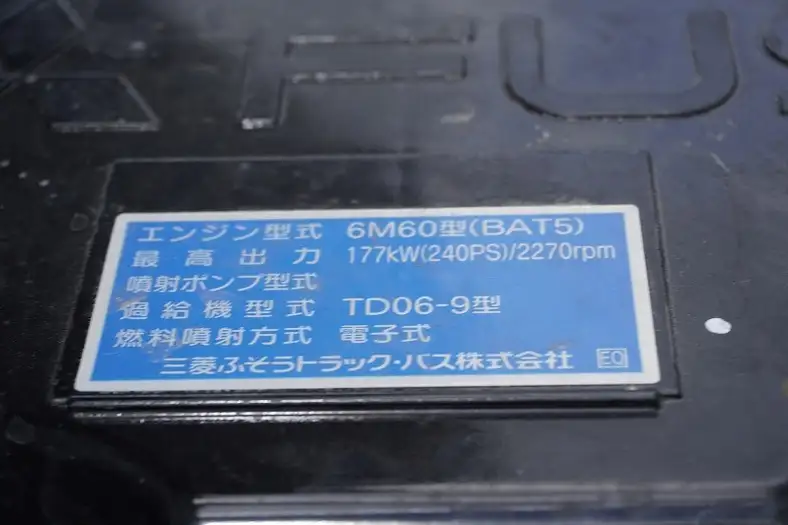 FUS
エンジン型式 6M60型(BAT5)
最高出力 177kW(240PS)/2270rpm
噴射ポンプ型式
過給機型式 TD06-9型
燃料噴射方式 電子式
三菱ふそうトラック・バス株式会社 EO